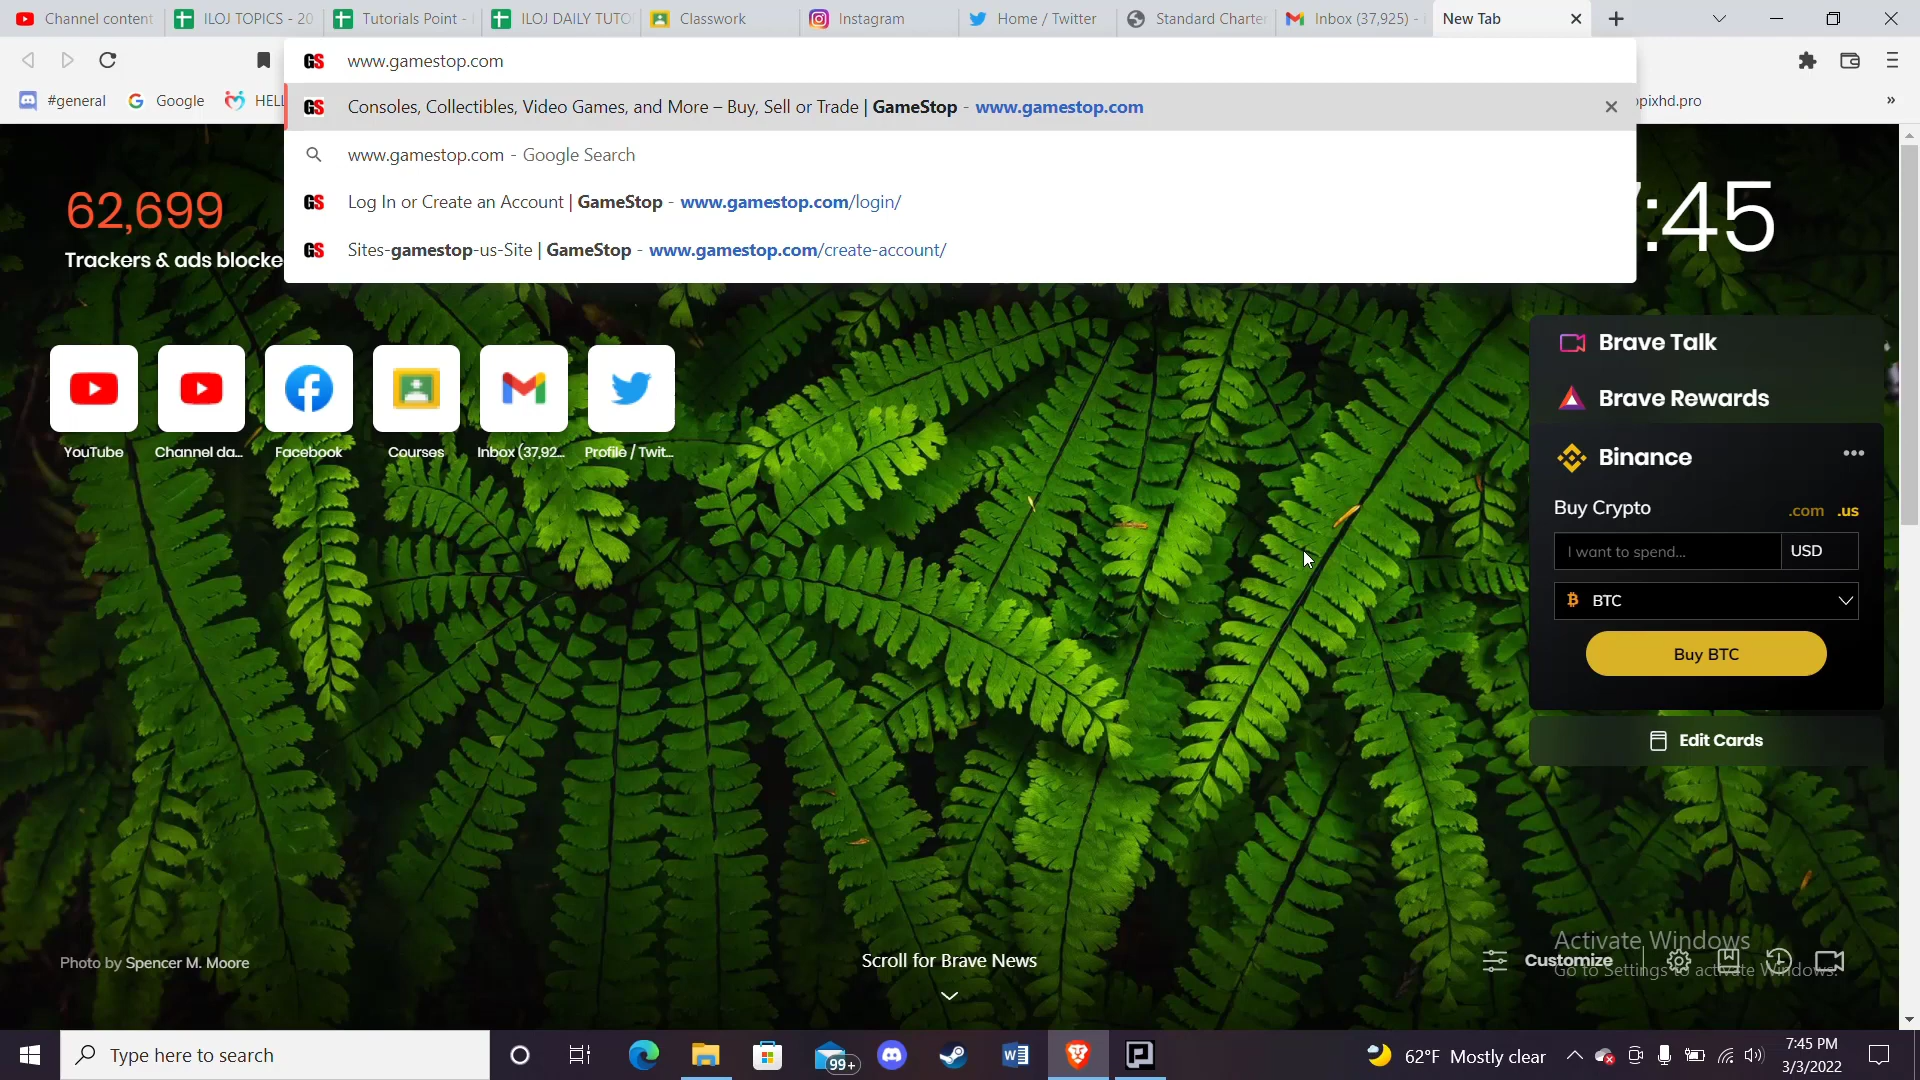 Channel content
ILOJ TOPICS - 20
Tutorials Point -
ILOJ DAILY TUTO
Classwork
Instagram
Home / Twitter
Standard Charter
Inbox (37,925) -
New Tab
GS www.gamestop.com
#general
Google
HELL
GS Consoles, Collectibles, Video Games, and More – Buy, Sell or Trade | GameStop - www.gamestop.com
opixhd.pro
www.gamestop.com - Google Search
GS Log In or Create an Account | GameStop - www.gamestop.com/login/
GS Sites-gamestop-us-Site | GameStop - www.gamestop.com/create-account/
62,699
Trackers & ads blocke
:45
YouTube
Channel da...
Facebook
Courses
Inbox (37,92...
Profile / Twit...
Brave Talk
Brave Rewards
Binance
Buy Crypto
.com .us
I want to spend...
USD
BTC
Buy BTC
Edit Cards
Photo by Spencer M. Moore
Scroll for Brave News
Customize
Activate Windows
Go to Settings to activate Windows.
Type here to search
99+
62°F Mostly clear
7:45 PM
3/3/2022